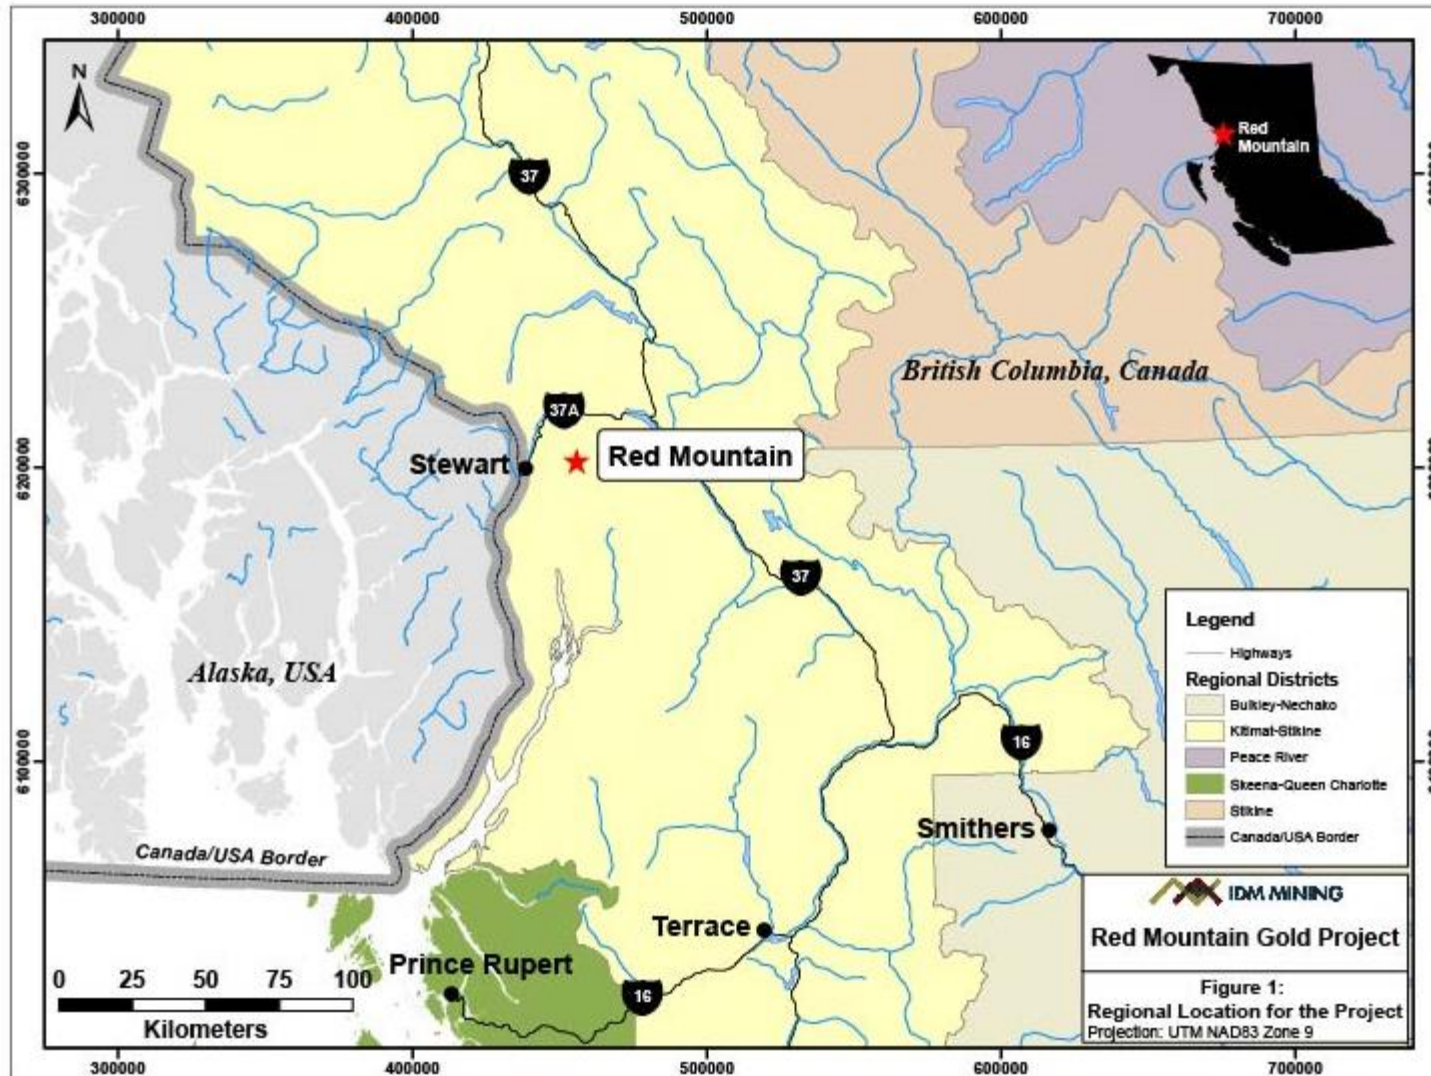 300000
400000
500000
600000
700000
N
6300000
6200000
6100000
37
37A
37
16
16
Red
Mountain
British Columbia, Canada
Stewart
Red Mountain
Alaska, USA
Canada/USA Border
Smithers
Terrace
Prince Rupert
Legend
Highways
Regional Districts
Bulkley-Nechako
Kitimat-Stikine
Peace River
Skeena-Queen Charlotte
Stikine
Canada/USA Border
IDM MINING
Red Mountain Gold Project
Figure 1:
Regional Location for the Project
Projection: UTM NAD83 Zone 9
0 25 50 75 100
Kilometers
300000
400000
500000
600000
700000